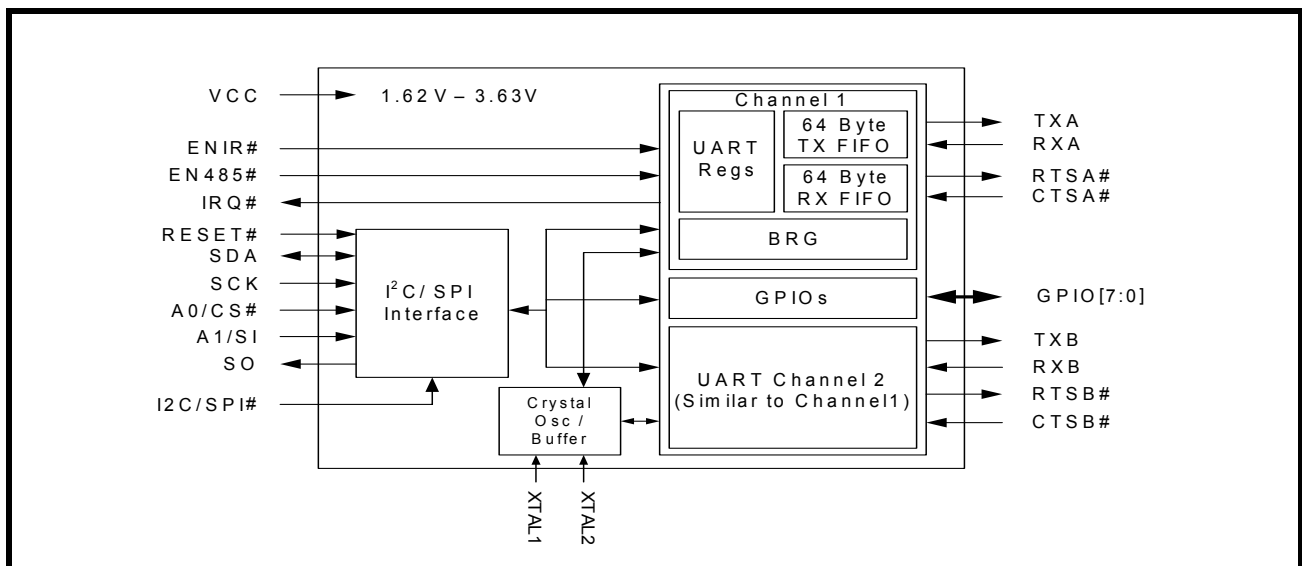 VCC
1.62V – 3.63V
ENIR#
EN485#
IRQ#
RESET#
SDA
SCK
A0/CS#
A1/SI
SO
I2C/SPI#
I²C/SPI
Interface
Crystal
Osc /
Buffer
XTAL1
XTAL2
Channel 1
UART
Regs
64 Byte
TX FIFO
64 Byte
RX FIFO
BRG
GPIOs
UART Channel 2
(Similar to Channel1)
TXA
RXA
RTSA#
CTSA#
GPIO[7:0]
TXB
RXB
RTSB#
CTSB#